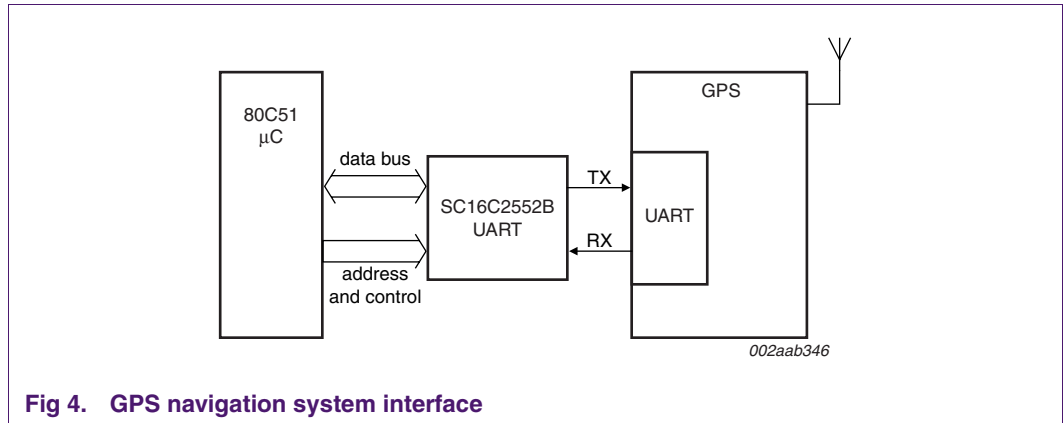 80C51
μC
data bus
address
and control
SC16C2552B
UART
TX
RX
GPS
UART
002aab346
Fig 4. GPS navigation system interface